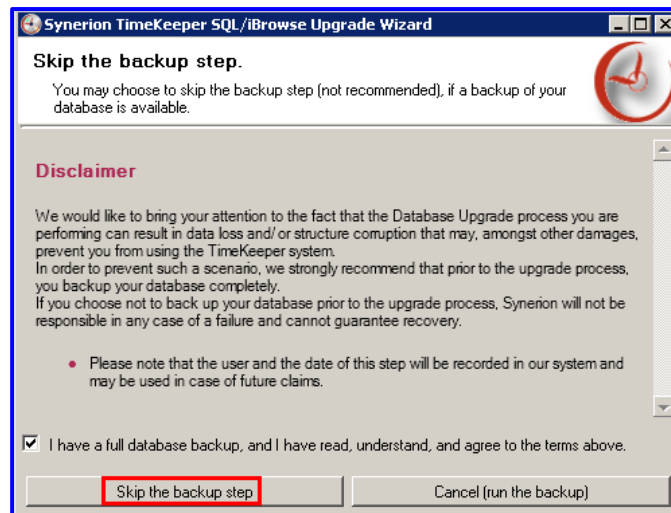 Synerion TimeKeeper SQL/iBrowse Upgrade Wizard
Skip the backup step.
You may choose to skip the backup step (not recommended), if a backup of your
database is available.
Disclaimer
We would like to bring your attention to the fact that the Database Upgrade process you are
performing can result in data loss and/ or structure corruption that may, amongst other damages,
prevent you from using the TimeKeeper system.
In order to prevent such a scenario, we strongly recommend that prior to the upgrade process,
you backup your database completely.
If you choose not to back up your database prior to the upgrade process, Synerion will not be
responsible in any case of a failure and cannot guarantee recovery.
• Please note that the user and the date of this step will be recorded in our system and
may be used in case of future claims.
I have a full database backup, and I have read, understand, and agree to the terms above.
Skip the backup step
Cancel (run the backup)